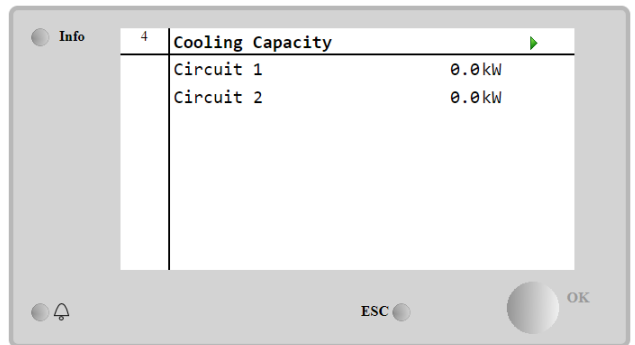 Info
4 Cooling Capacity
Circuit 1 0.0kW
Circuit 2 0.0kW
ESC
OK